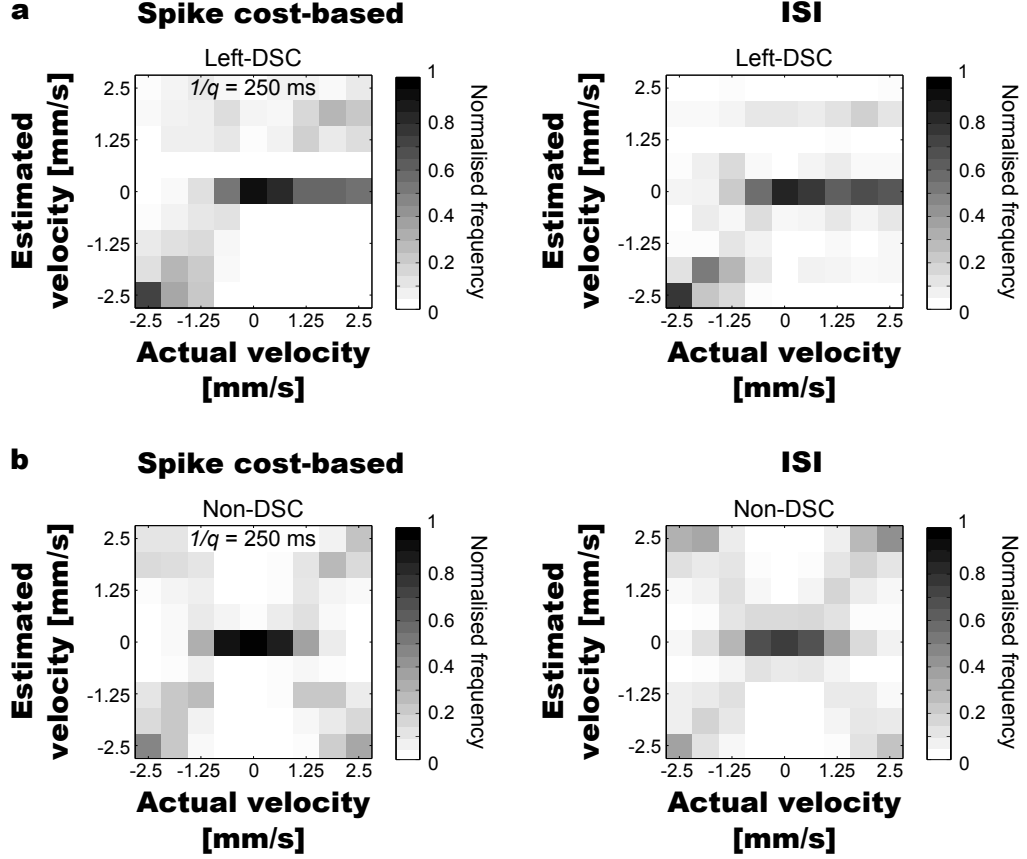 a
Spike cost-based
ISI
Left-DSC
1/q = 250 ms
Estimated
velocity [mm/s]
2.5
1.25
0
-1.25
-2.5
-2.5 -1.25 0 1.25 2.5
Actual velocity
[mm/s]
1
0.8
0.6
0.4
0.2
0
Normalised frequency
Left-DSC
Estimated
velocity [mm/s]
2.5
1.25
0
-1.25
-2.5
-2.5 -1.25 0 1.25 2.5
Actual velocity
[mm/s]
1
0.8
0.6
0.4
0.2
0
Normalised frequency
b
Spike cost-based
ISI
Non-DSC
1/q = 250 ms
Estimated
velocity [mm/s]
2.5
1.25
0
-1.25
-2.5
-2.5 -1.25 0 1.25 2.5
Actual velocity
[mm/s]
1
0.8
0.6
0.4
0.2
0
Normalised frequency
Non-DSC
Estimated
velocity [mm/s]
2.5
1.25
0
-1.25
-2.5
-2.5 -1.25 0 1.25 2.5
Actual velocity
[mm/s]
1
0.8
0.6
0.4
0.2
0
Normalised frequency